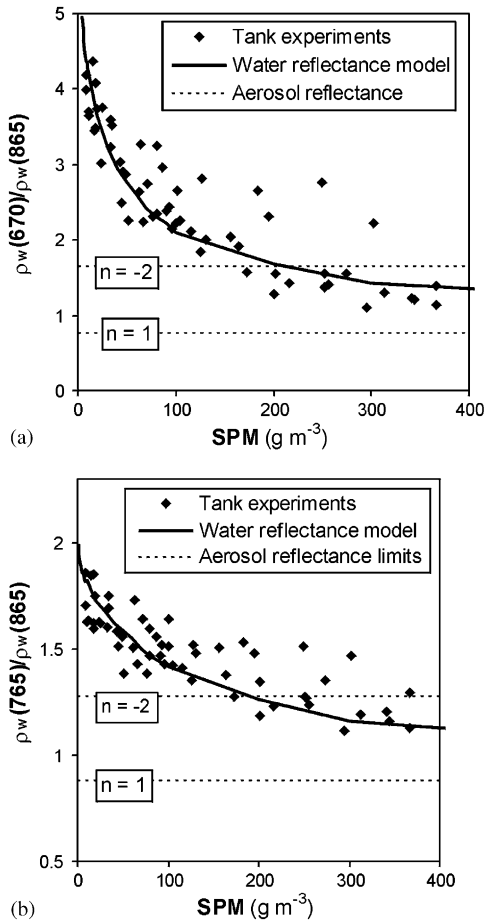 5
4
3
2
1
0
ρw(670)/ρw(865)
Tank experiments
Water reflectance model
Aerosol reflectance
n = -2
n = 1
0 100 200 300 400
(a)
SPM (g m-3)
2
1.5
1
0.5
ρw(765)/ρw(865)
Tank experiments
Water reflectance model
Aerosol reflectance limits
n = -2
n = 1
0 100 200 300 400
(b)
SPM (g m-3)